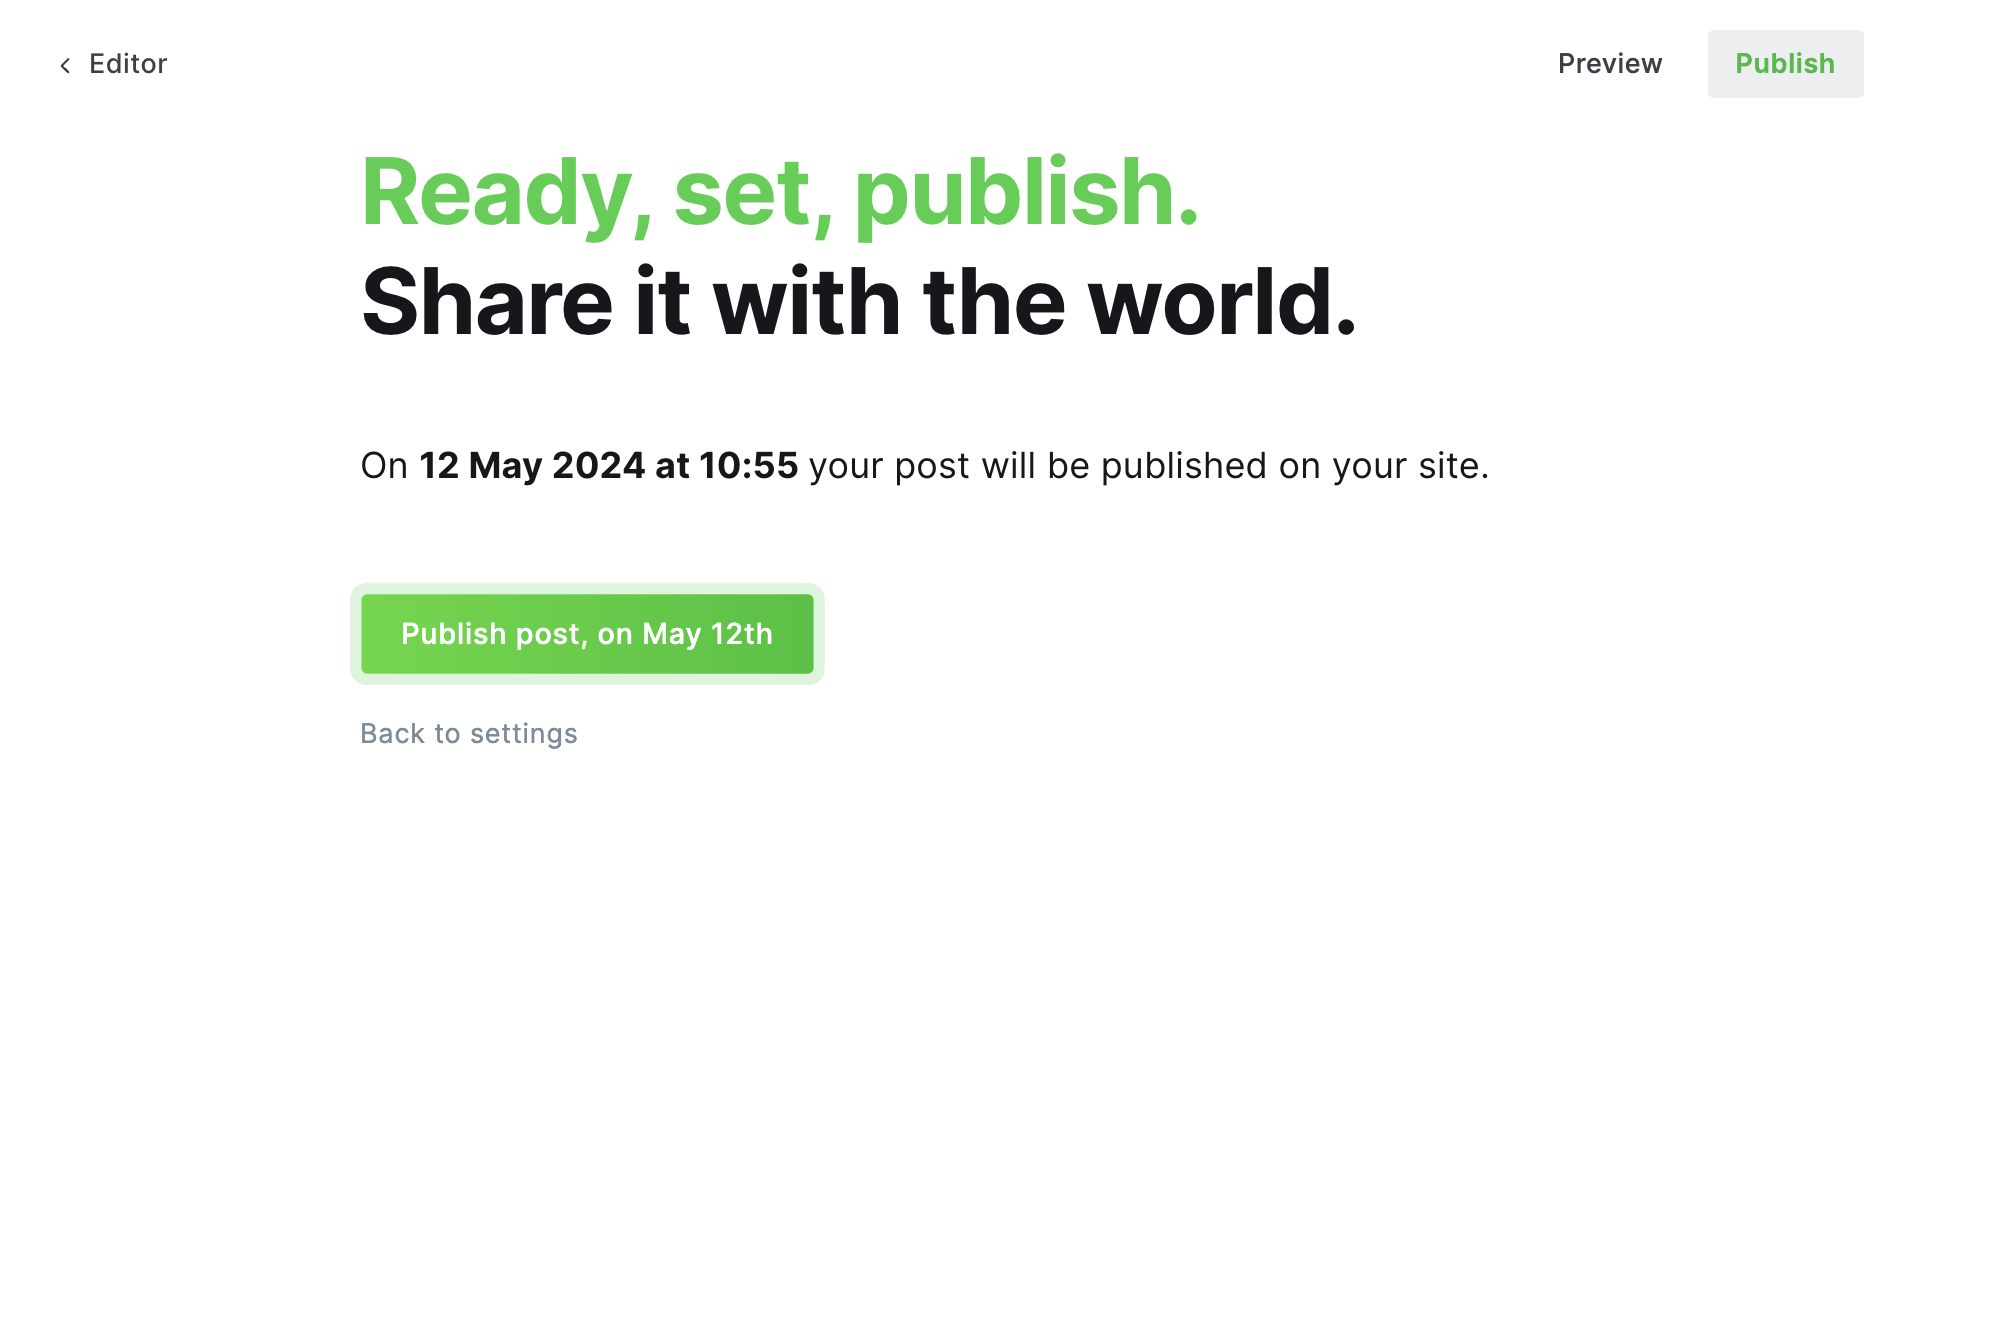 Editor
Preview
Publish
Ready, set, publish.
Share it with the world.
On 12 May 2024 at 10:55 your post will be published on your site.
Publish post, on May 12th
Back to settings